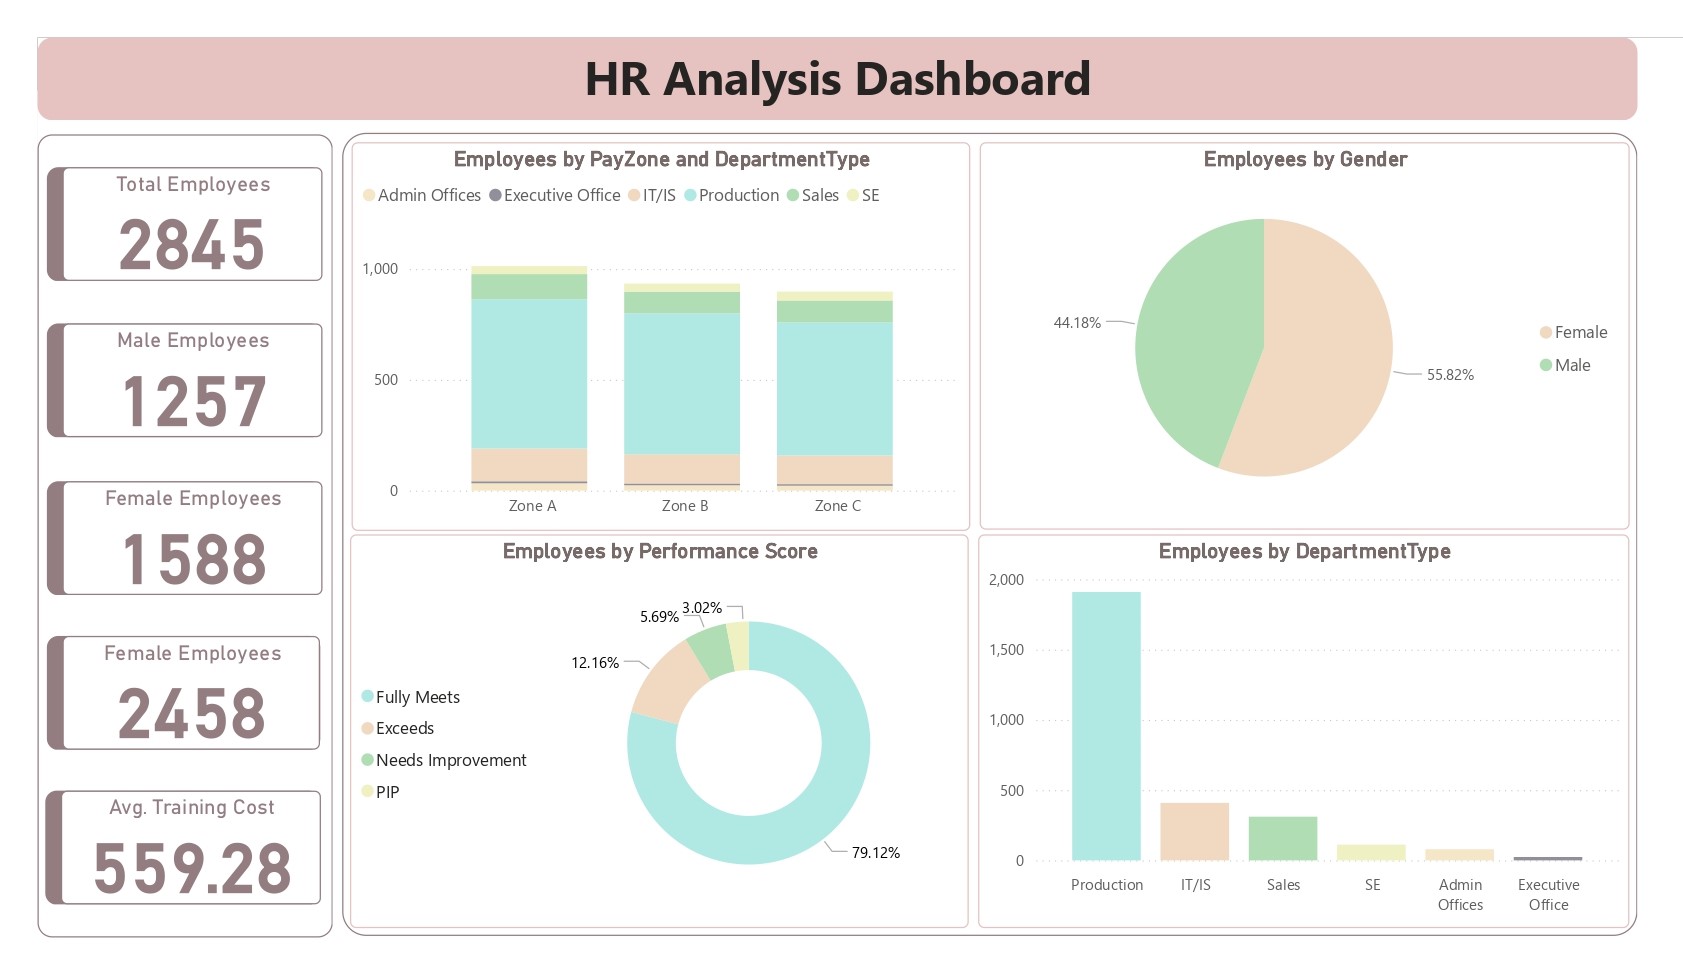 HR Analysis Dashboard
Total Employees
2845
Male Employees
1257
Female Employees
1588
Female Employees
2458
Avg. Training Cost
559.28
Employees by PayZone and DepartmentType
Admin Offices Executive Office IT/IS Production Sales SE
1,000
500
0
Zone A Zone B Zone C
Employees by Gender
44.18%
55.82%
Female
Male
Employees by Performance Score
3.02%
5.69%
12.16%
79.12%
Fully Meets
Exceeds
Needs Improvement
PIP
Employees by DepartmentType
2,000
1,500
1,000
500
0
Production IT/IS Sales SE Admin Offices Executive Office